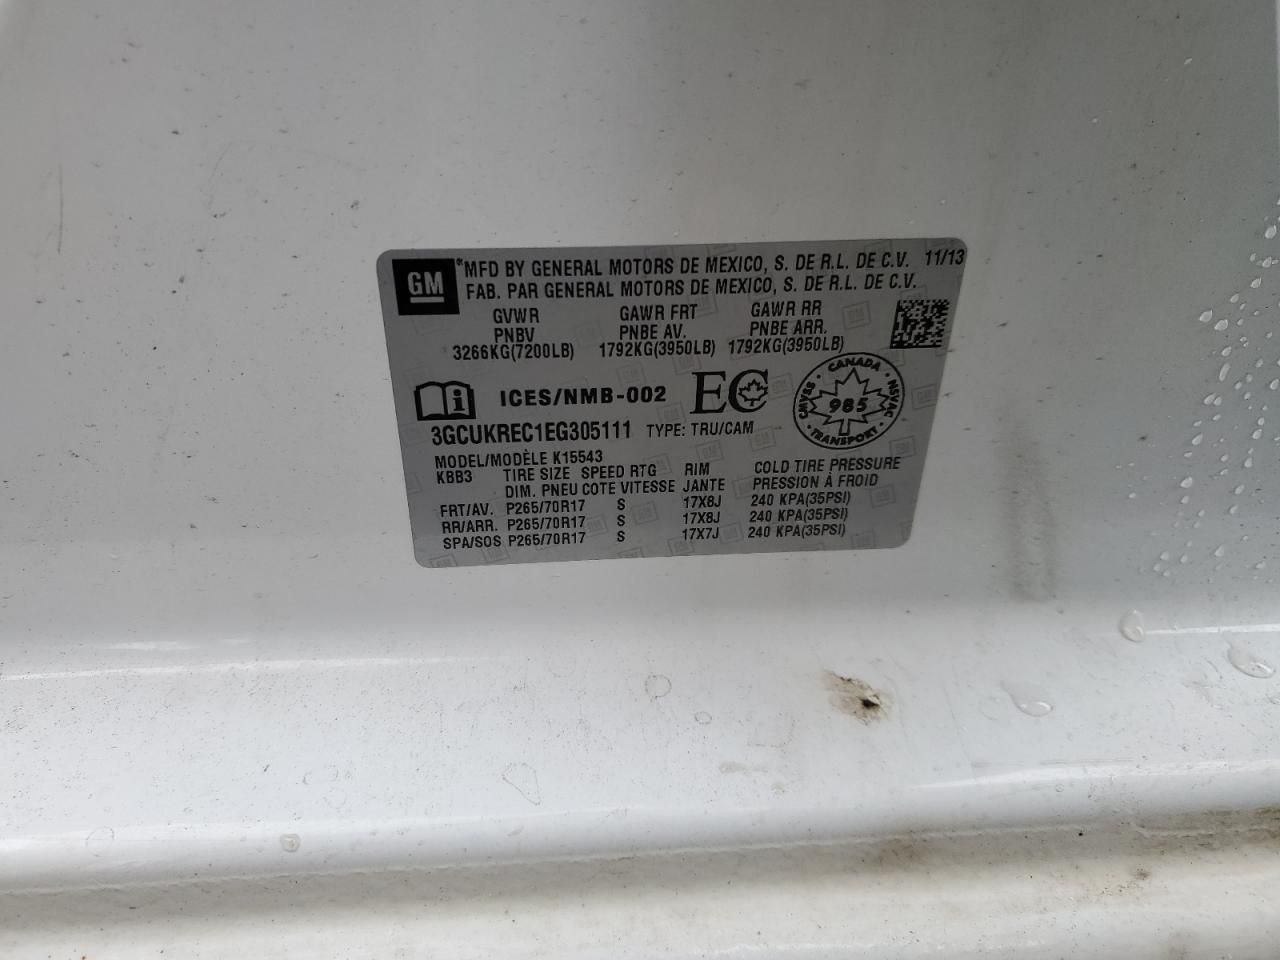 GM
*MFD BY GENERAL MOTORS DE MEXICO, S. DE R.L. DE C.V. 11/13
FAB. PAR GENERAL MOTORS DE MEXICO, S. DE R.L. DE C.V.
GVWR GAWR FRT GAWR RR
PNBV PNBE AV. PNBE ARR.
3266KG(7200LB) 1792KG(3950LB) 1792KG(3950LB)
i ICES/NMB-002 EC
CANADA
CMVSS 985 NSVAC
TRANSPORT
3GCUKREC1EG305111 TYPE: TRU/CAM
MODEL/MODÈLE K15543
KBB3 TIRE SIZE SPEED RTG RIM COLD TIRE PRESSURE
DIM. PNEU COTE VITESSE JANTE PRESSION À FROID
FRT/AV. P265/70R17 S 17X8J 240 KPA(35PSI)
RR/ARR. P265/70R17 S 17X8J 240 KPA(35PSI)
SPA/SOS P265/70R17 S 17X7J 240 KPA(35PSI)